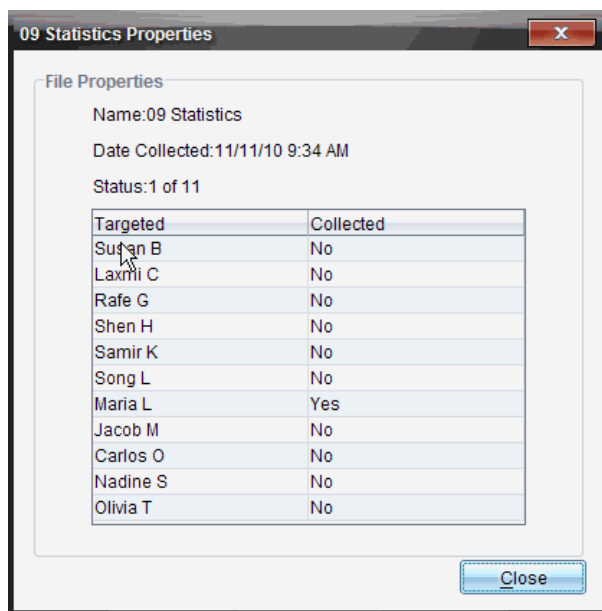 09 Statistics Properties
x
File Properties
Name:09 Statistics
Date Collected:11/11/10 9:34 AM
Status:1 of 11
Targeted Collected
Susan B No
Laxmi C No
Rafe G No
Shen H No
Samir K No
Song L No
Maria L Yes
Jacob M No
Carlos O No
Nadine S No
Olivia T No
Close